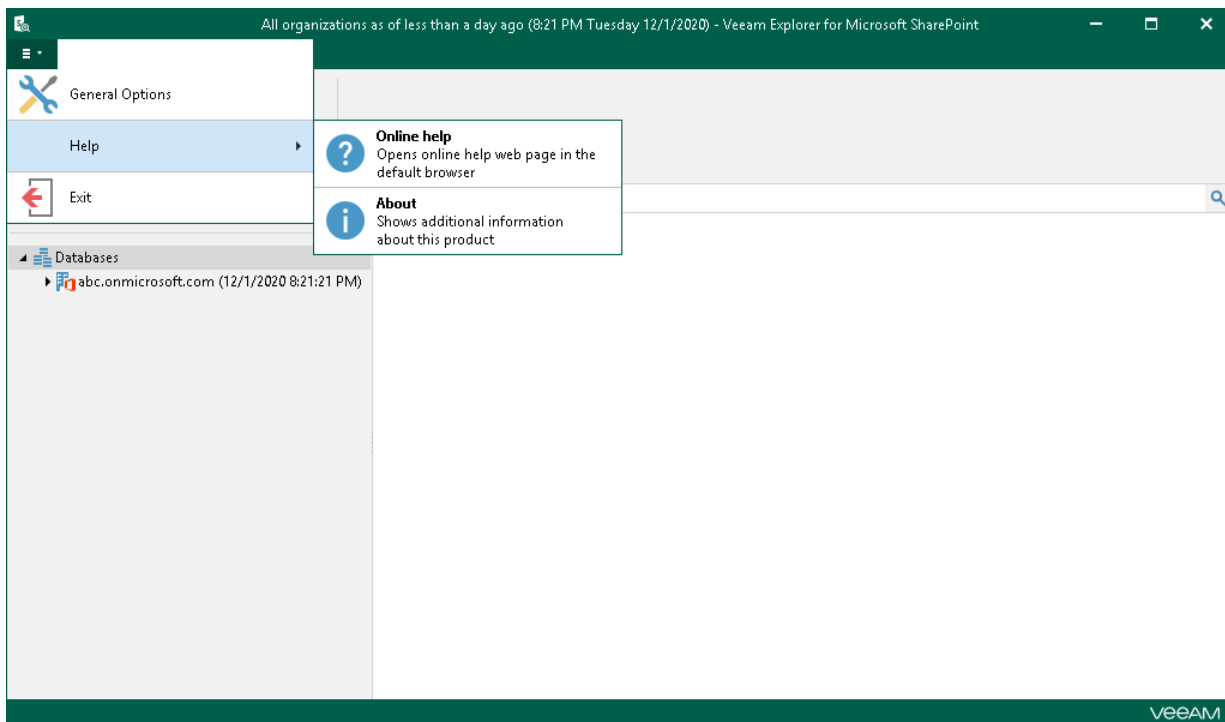 All organizations as of less than a day ago (8:21 PM Tuesday 12/1/2020) - Veeam Explorer for Microsoft SharePoint
General Options
Help
Online help
Opens online help web page in the
default browser
Exit
About
Shows additional information
about this product
Databases
abc.onmicrosoft.com (12/1/2020 8:21:21 PM)
veeam